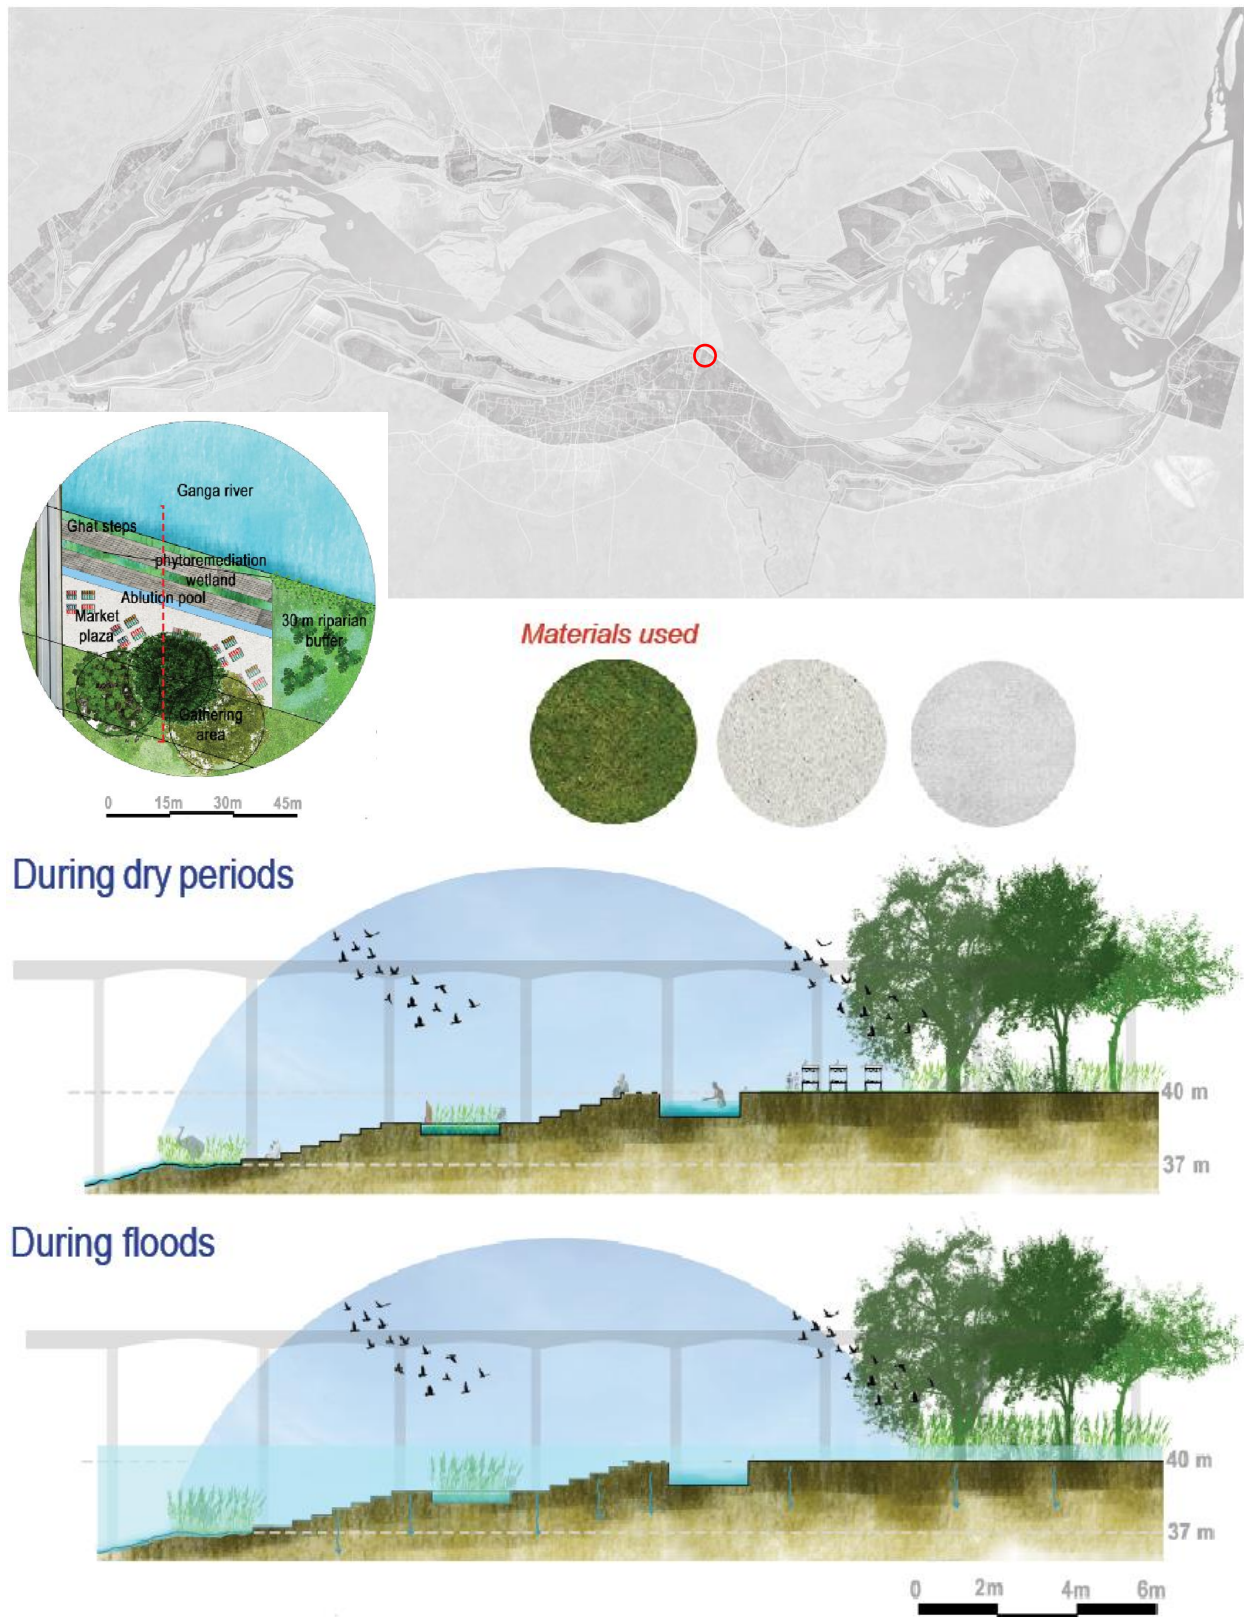 Ganga river
Ghat steps
phytoremediation
wetland
Ablution pool
Market
plaza
30 m riparian
buffer
Gathering
area
0 15m 30m 45m
Materials used
During dry periods
40 m
37 m
During floods
40 m
37 m
0 2m 4m 6m